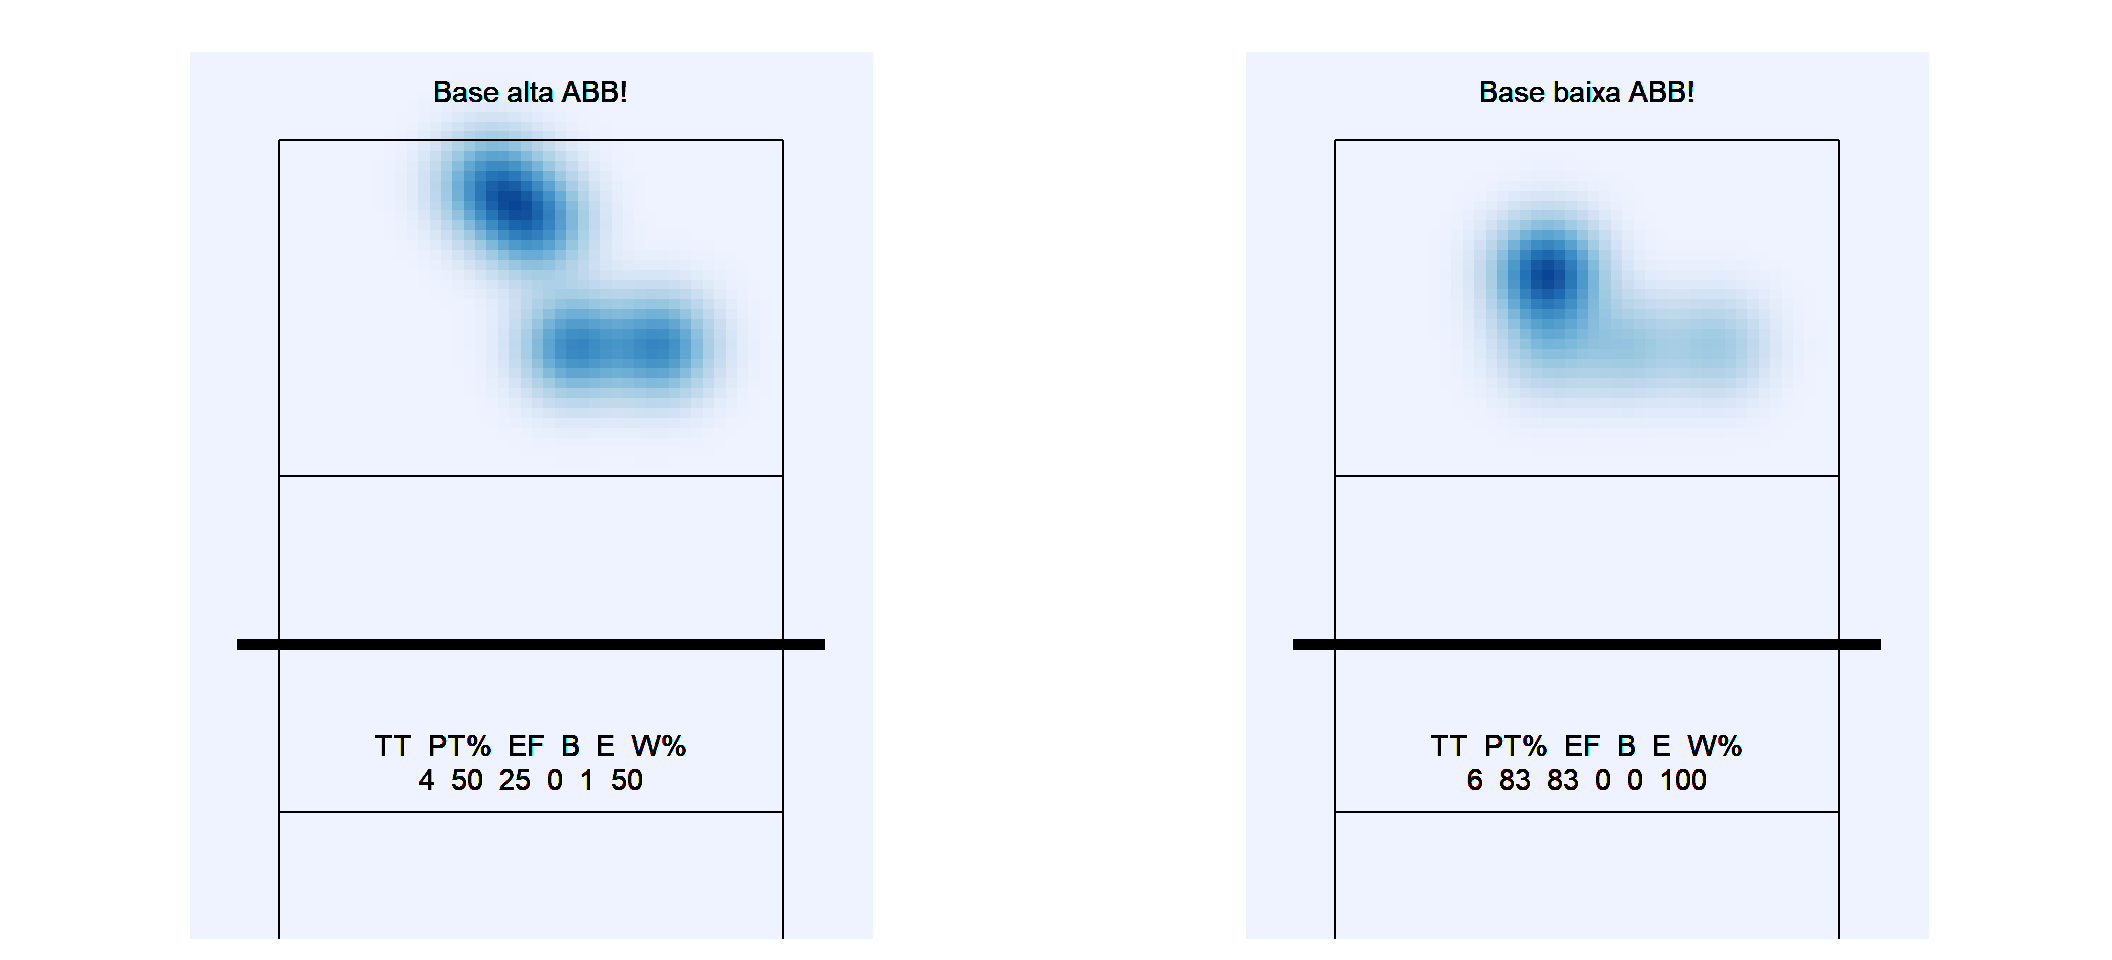 Base alta ABB!
TT PT% EF B E W%
4 50 25 0 1 50
Base baixa ABB!
TT PT% EF B E W%
6 83 83 0 0 100